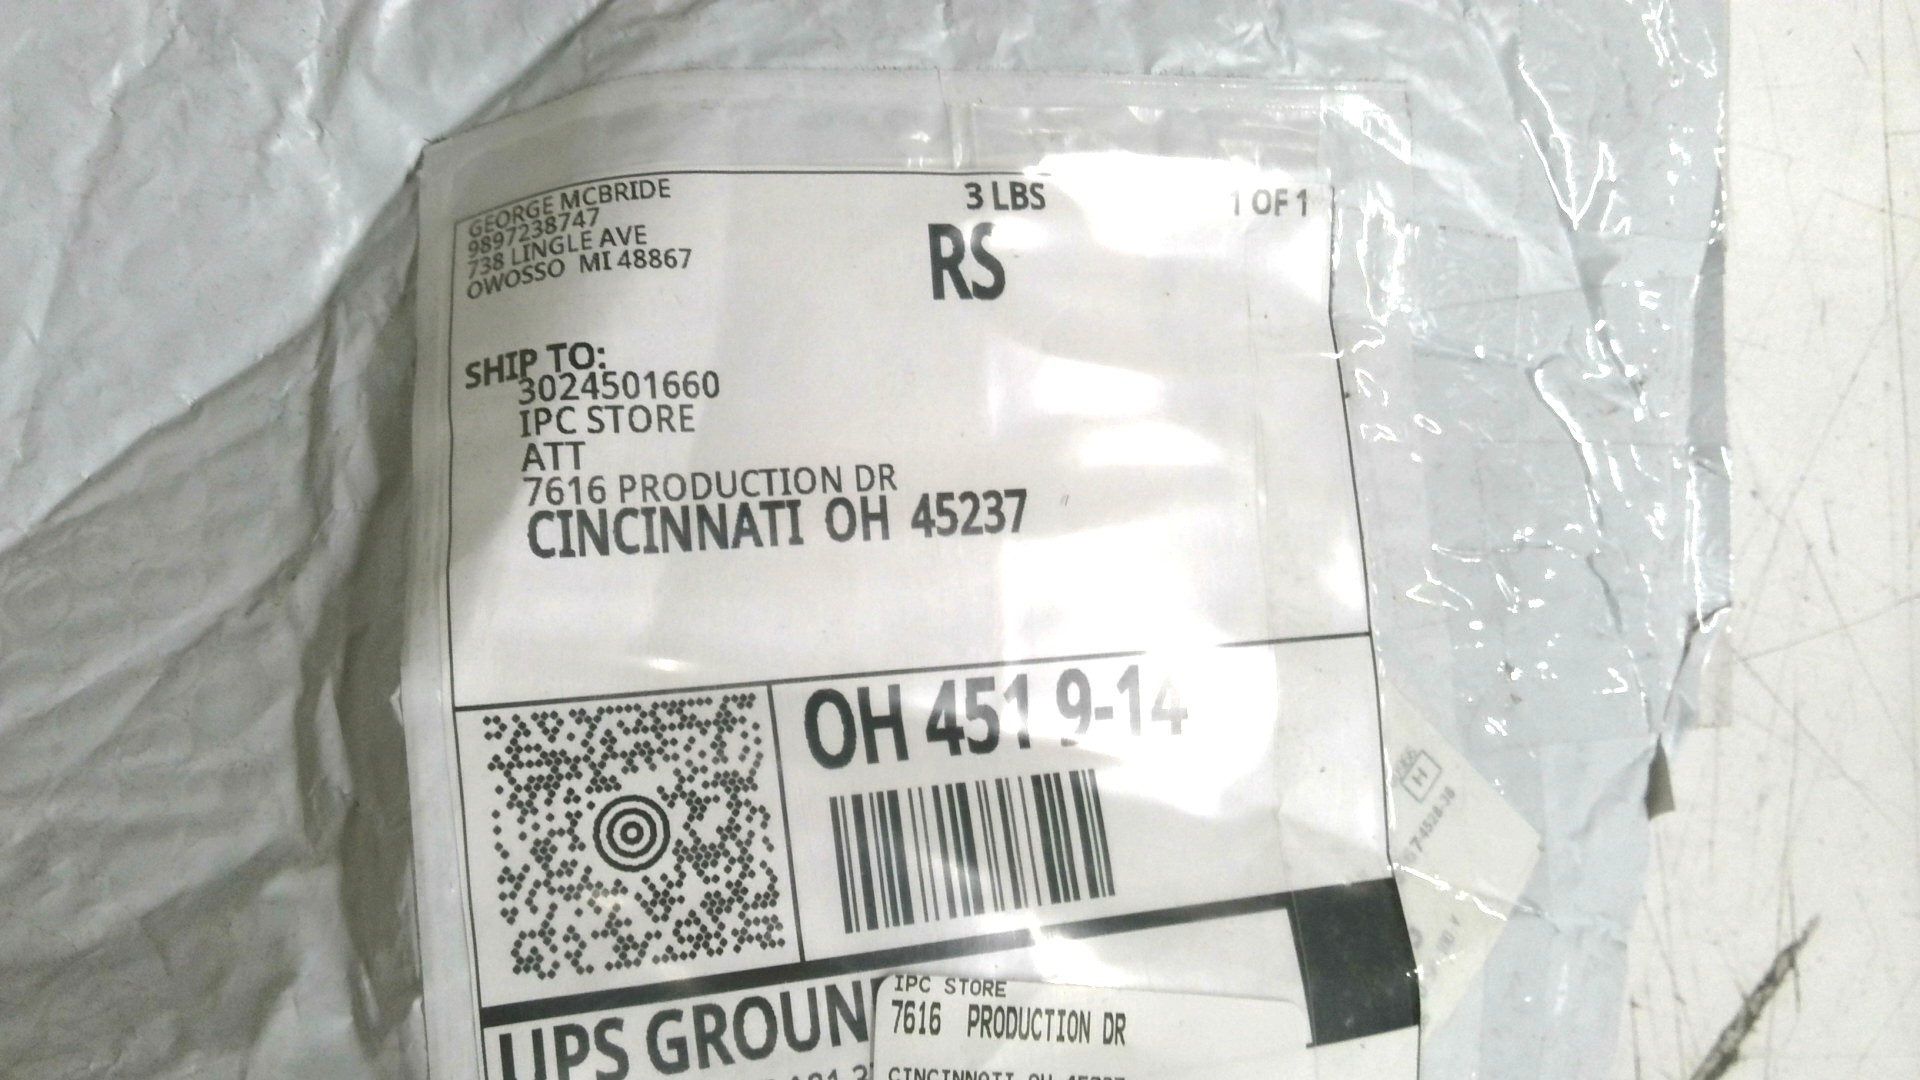 GEORGE MCBRIDE
9897238747
738 LINGLE AVE
OWOSSO MI 48867
3 LBS
1 OF 1
RS
SHIP TO:
3024501660
IPC STORE
ATT
7616 PRODUCTION DR
CINCINNATI OH 45237
OH 451 9-14
UPS GROUN
IPC STORE
7616 PRODUCTION DR
CINCINNATI OH